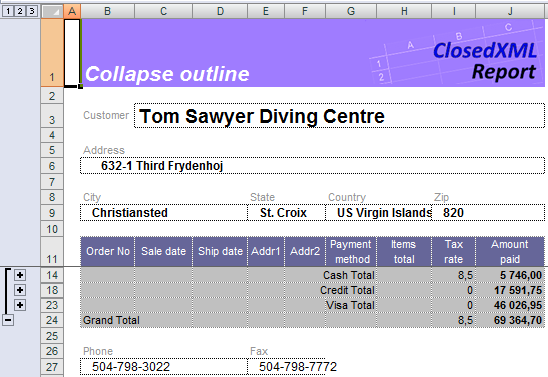 1 2 3 A B C D E F G H I J
A B C
ClosedXML
Report
1 Collapse outline
2
3 Customer Tom Sawyer Diving Centre
4
5 Address
6 632-1 Third Frydenhoj
7
8 City State Country Zip
9 Christiansted St. Croix US Virgin Islands 820
10
Order No Sale date Ship date Addr1 Addr2 Payment Items Tax Amount
11 method total rate paid
14 Cash Total 8,5 5 746,00
18 Credit Total 0 17 591,75
23 Visa Total 0 46 026,95
24 Grand Total 8,5 69 364,70
25
26 Phone Fax
27 504-798-3022 504-798-7772